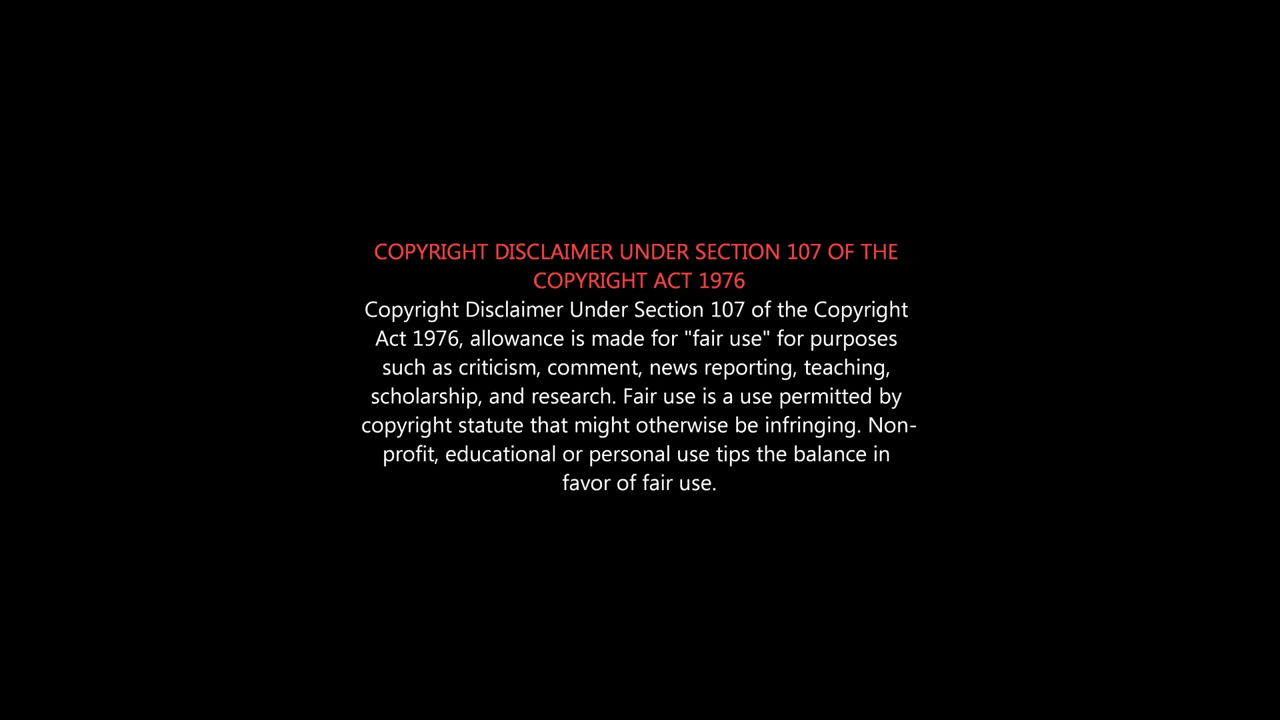 COPYRIGHT DISCLAIMER UNDER SECTION 107 OF THE
COPYRIGHT ACT 1976
Copyright Disclaimer Under Section 107 of the Copyright
Act 1976, allowance is made for "fair use" for purposes
such as criticism, comment, news reporting, teaching,
scholarship, and research. Fair use is a use permitted by
copyright statute that might otherwise be infringing. Non-
profit, educational or personal use tips the balance in
favor of fair use.